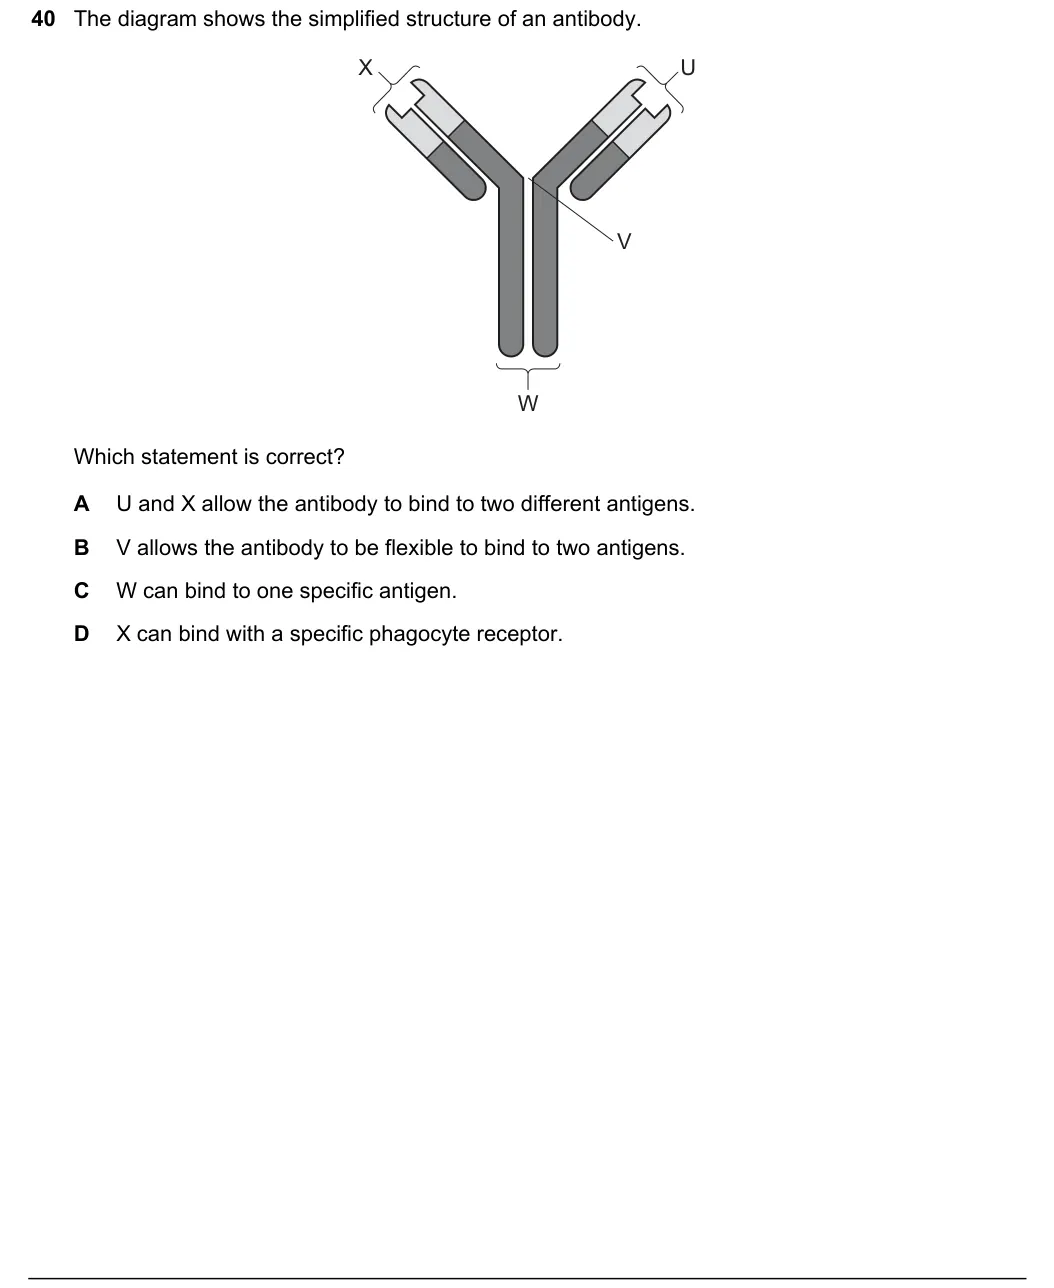 40 The diagram shows the simplified structure of an antibody.
X
U
V
W
Which statement is correct?
A U and X allow the antibody to bind to two different antigens.
B V allows the antibody to be flexible to bind to two antigens.
C W can bind to one specific antigen.
D X can bind with a specific phagocyte receptor.